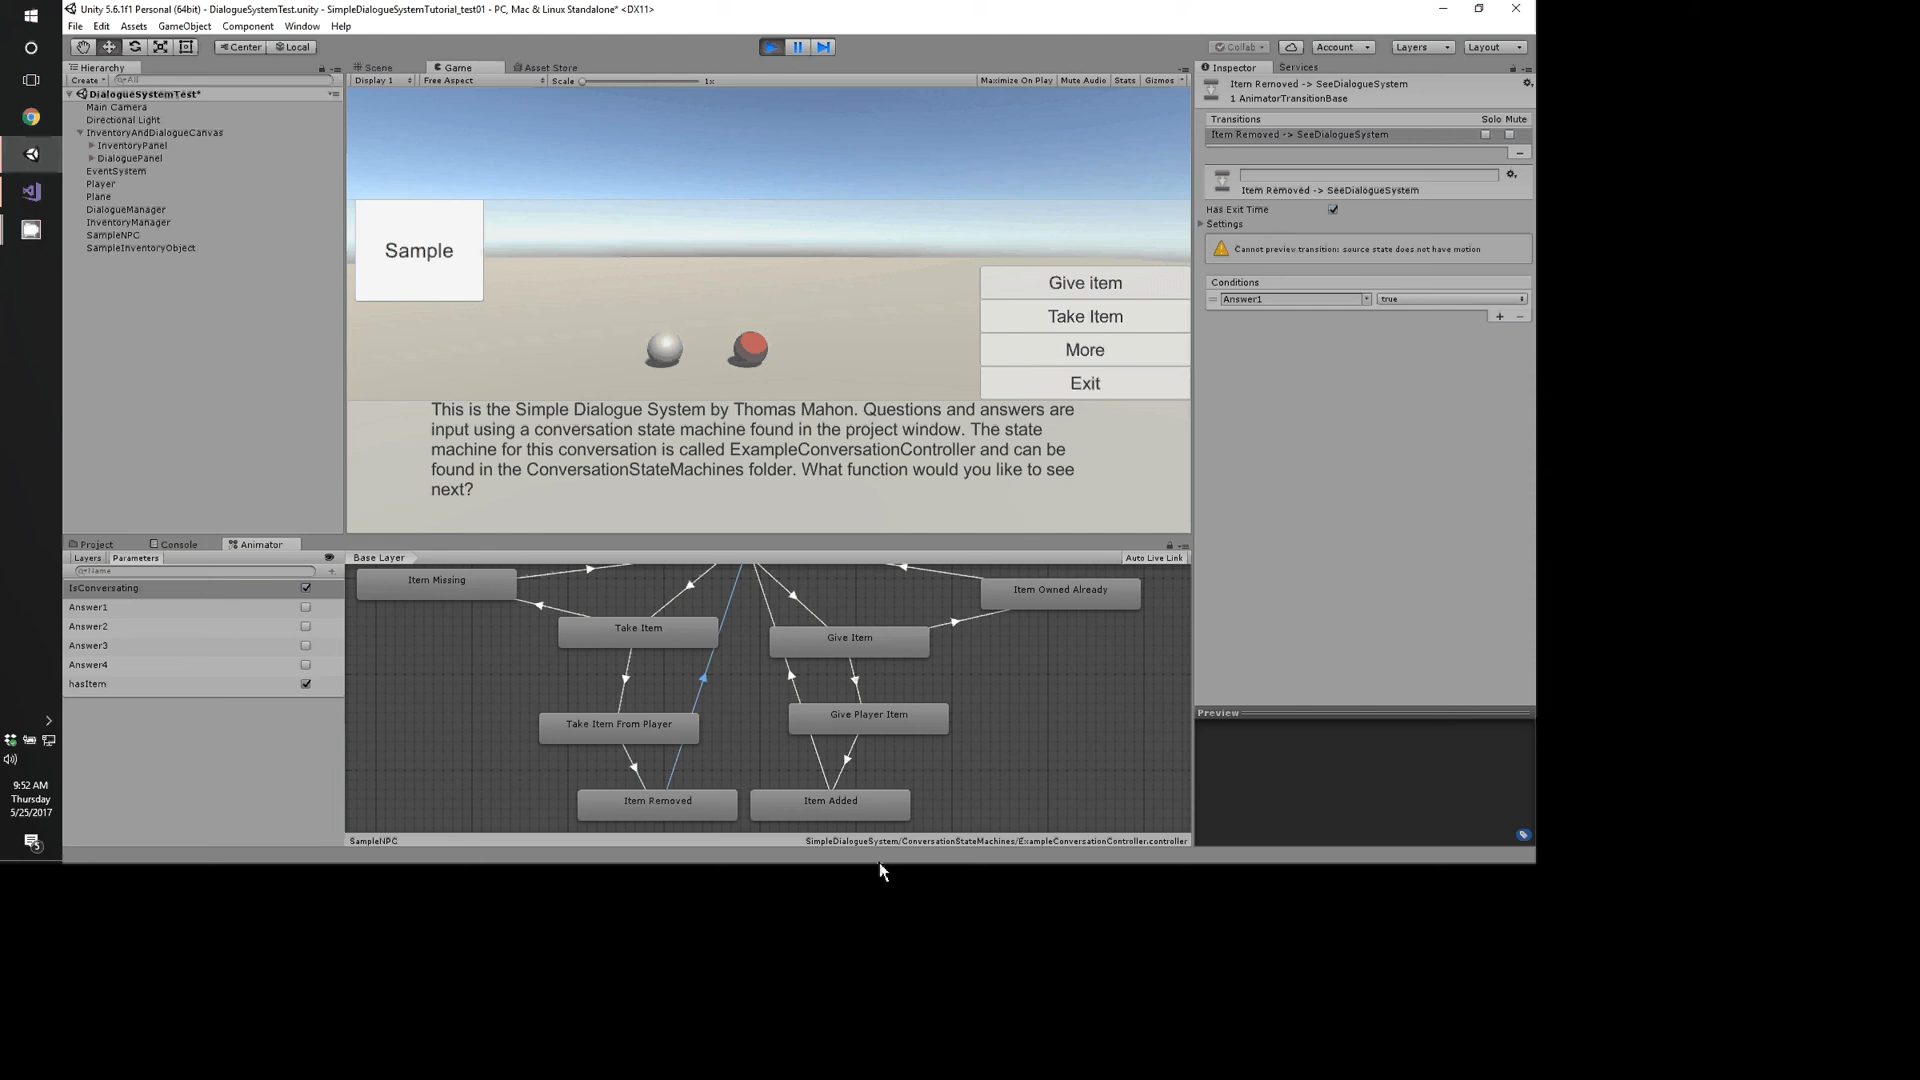 Unity 5.6.1f1 Personal (64bit) - DialogueSystemTest.unity - SimpleDialogueSystemTutorial_test01 - PC, Mac & Linux Standalone* <DX11>
File Edit Assets GameObject Component Window Help
Center Local
Collab Account Layers Layout
Hierarchy
Create All
DialogueSystemTest*
Main Camera
Directional Light
InventoryAndDialogueCanvas
InventoryPanel
DialoguePanel
EventSystem
Player
Plane
DialogueManager
InventoryManager
SampleNPC
SampleInventoryObject
Scene Game Asset Store
Display 1 Free Aspect Scale 1x Maximize On Play Mute Audio Stats Gizmos
Sample
Give item
Take Item
More
Exit
This is the Simple Dialogue System by Thomas Mahon. Questions and answers are
input using a conversation state machine found in the project window. The state
machine for this conversation is called ExampleConversationController and can be
found in the ConversationStateMachines folder. What function would you like to see
next?
Inspector Services
Item Removed -> SeeDialogueSystem
1 AnimatorTransitionBase
Transitions Solo Mute
Item Removed -> SeeDialogueSystem
Item Removed -> SeeDialogueSystem
Has Exit Time
Settings
Cannot preview transition: source state does not have motion
Conditions
Answer1 true
Preview
Project Console Animator
Layers Parameters
Name
IsConversating
Answer1
Answer2
Answer3
Answer4
hasItem
Base Layer Auto Live Link
Item Missing
Item Owned Already
Take Item
Give Item
Take Item From Player
Give Player Item
Item Removed
Item Added
SampleNPC SimpleDialogueSystem/ConversationStateMachines/ExampleConversationController.controller
9:52 AM
Thursday
5/25/2017
5